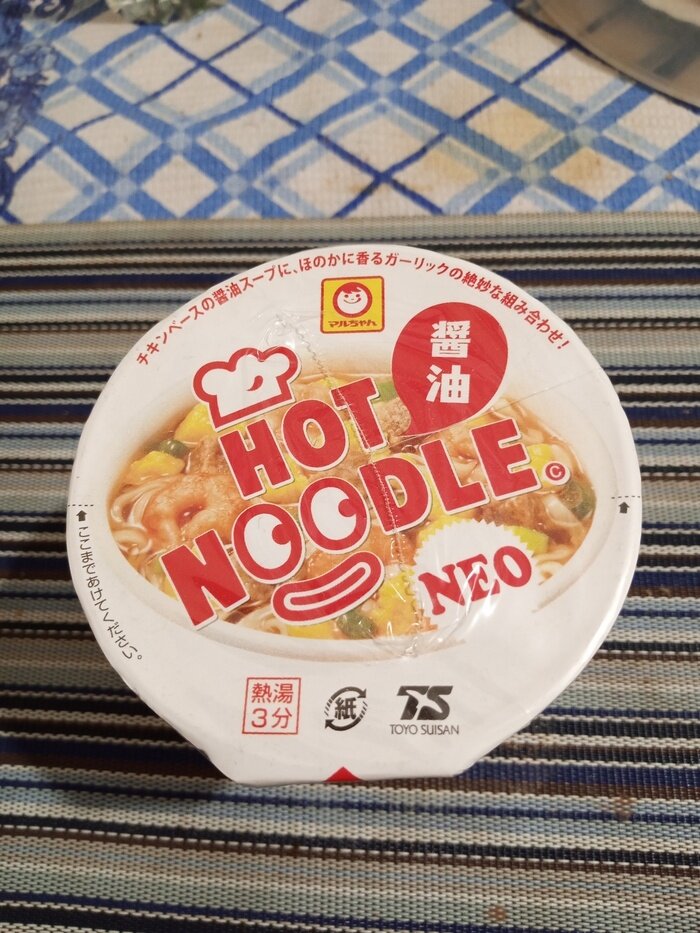 チキンベースの醤油スープに、ほのかに香るガーリックの絶妙な組み合わせ!
マルちゃん
醤油
HOT
NOODLE
NEO
ここまであけてください。
熱湯
3分
紙
TS
TOYO SUISAN